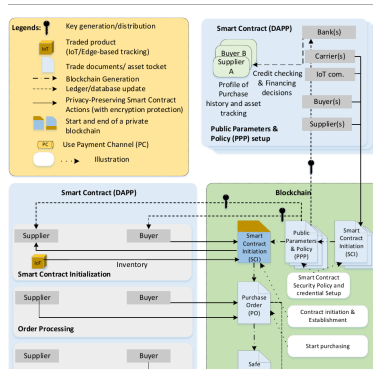 Legends:
Key generation/distribution
IoT
Traded product
(IoT/Edge-based tracking)
Trade documents/ asset tocket
Blockchain Generation
Ledger/database update
Privacy-Preserving Smart Contract
Actions (with encryption protection)
Start and end of a private
blockchain
PC
Use Payment Channel (PC)
Illustration
Smart Contract (DAPP)
Bank(s)
Carrier(s)
IoT com.
Buyer(s)
Supplier(s)
Buyer B
Supplier
A
Credit checking &
Financing
decisions
Profile of
Purchase
history and asset
tracking
Public Parameters &
Policy (PPP) setup
Smart Contract (DAPP)
Supplier
Buyer
IoT
Inventory
Smart Contract Initialization
Supplier
Buyer
Order Processing
Supplier
Buyer
Blockchain
Smart
Contract
Initiation
(SCI)
Public
Parameters
& Policy
(PPP)
Smart
Contract
Initiation
(SCI)
Smart Contract
Security Policy and
credential Setup
Purchase
Order
(PO)
Contract initiation &
Establishment
Start purchasing
Safe